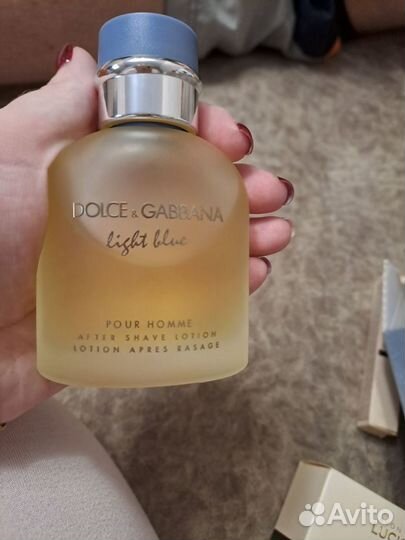 DOLCE & GABBANA
light blue
POUR HOMME
AFTER SHAVE LOTION
LOTION APRES RASAGE
Avito